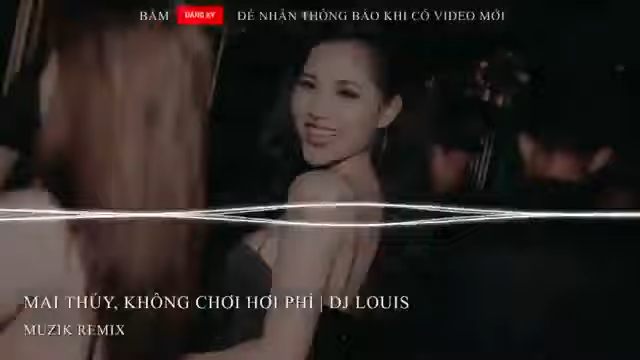 BẤM ĐĂNG KÝ ĐỂ NHẬN THÔNG BÁO KHI CÓ VIDEO MỚI
MAI THÚY, KHÔNG CHƠI HƠI PHÍ | DJ LOUIS
MUZIK REMIX